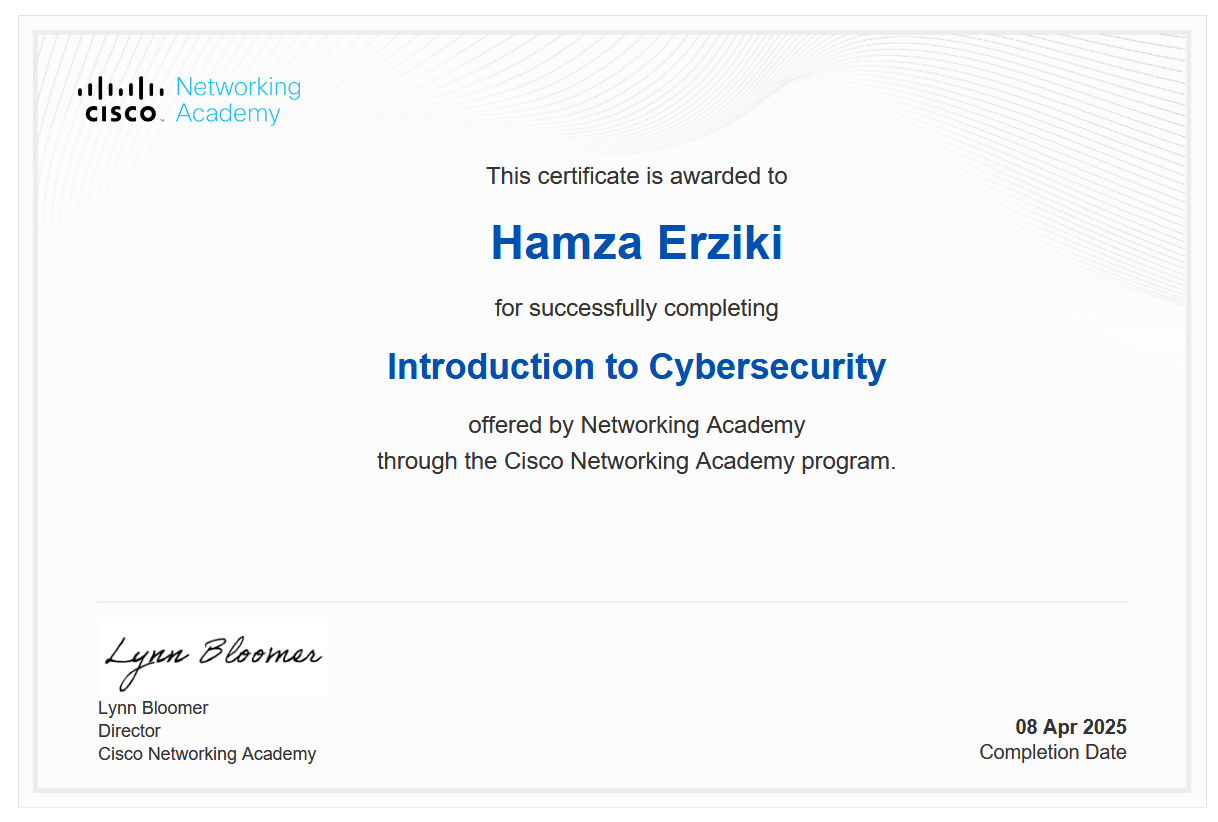 cisco Networking
Academy
This certificate is awarded to
Hamza Erziki
for successfully completing
Introduction to Cybersecurity
offered by Networking Academy
through the Cisco Networking Academy program.
Lynn Bloomer
Lynn Bloomer
Director
Cisco Networking Academy
08 Apr 2025
Completion Date